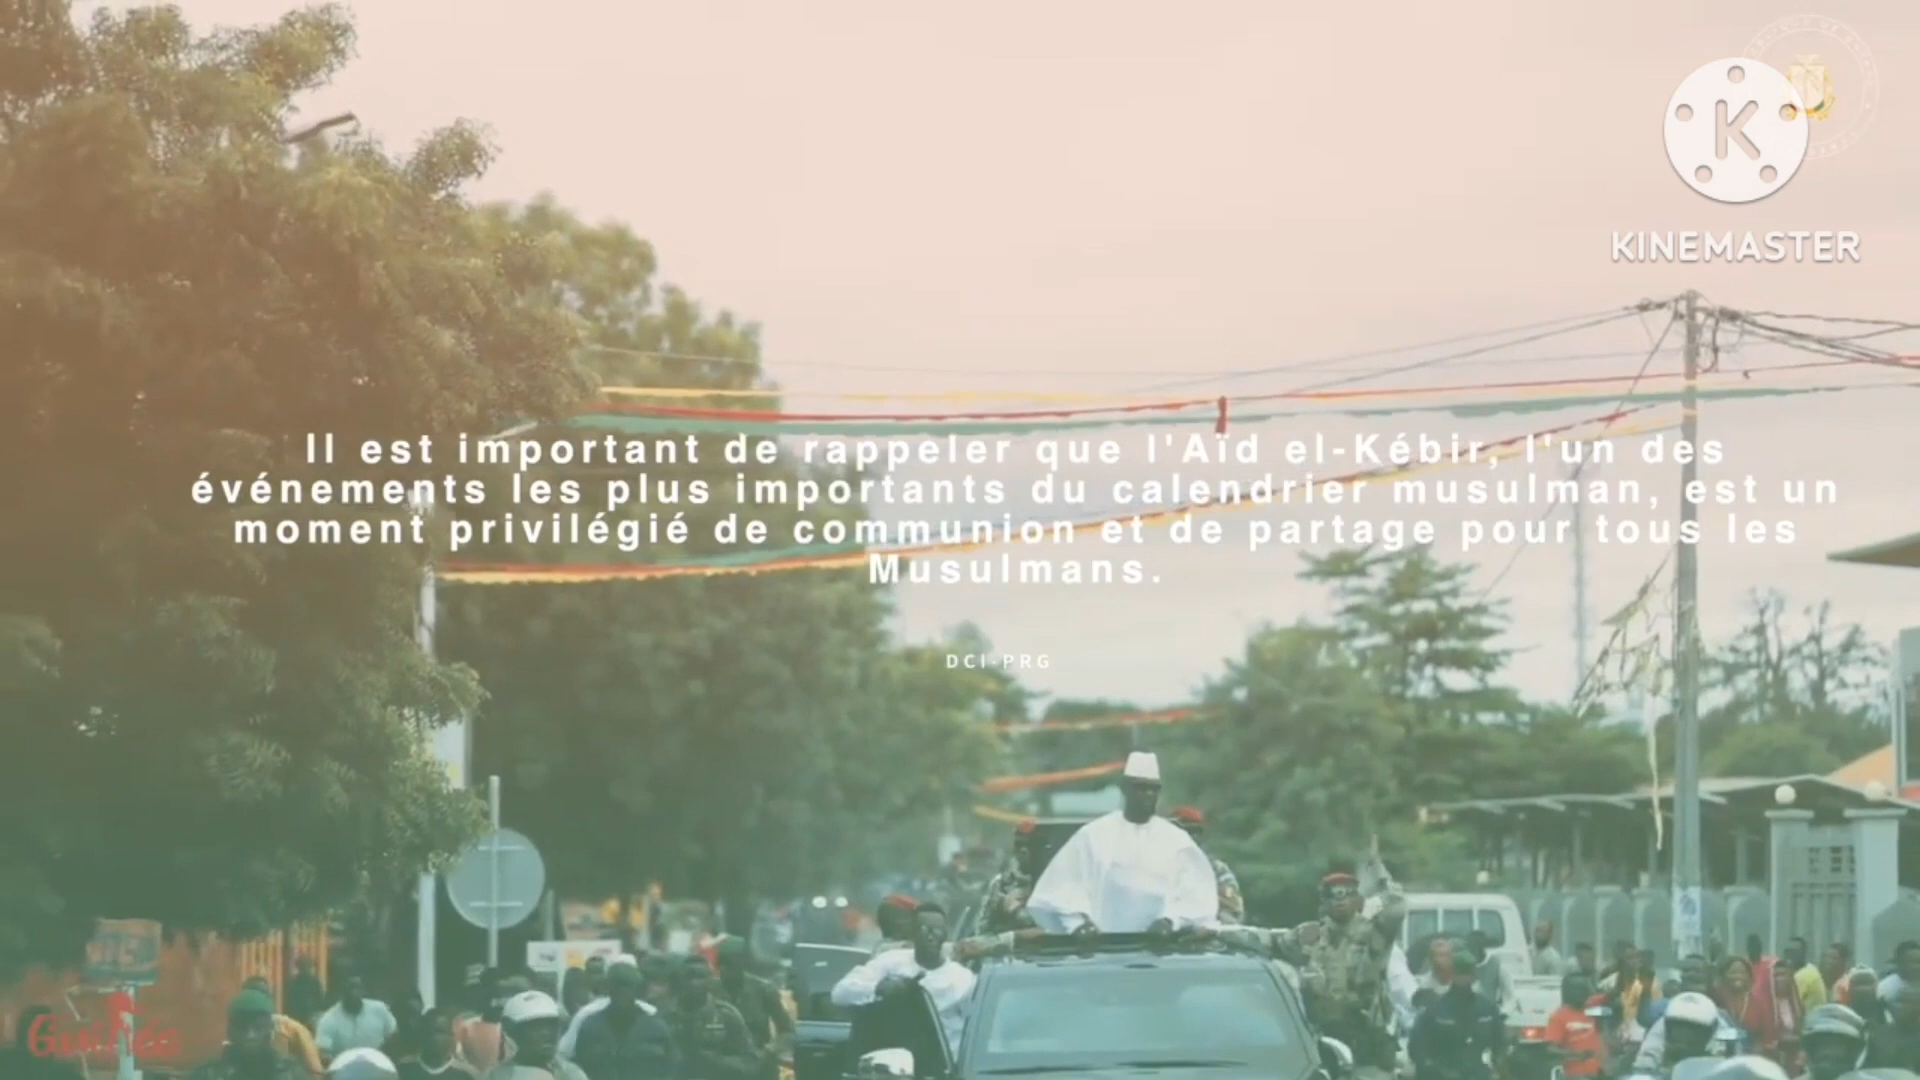 KINEMASTER
Il est important de rappeler que l'Aïd el-Kébir, l'un des
événements les plus importants du calendrier musulman, est un
moment privilégié de communion et de partage pour tous les
Musulmans.
DCI-PRG